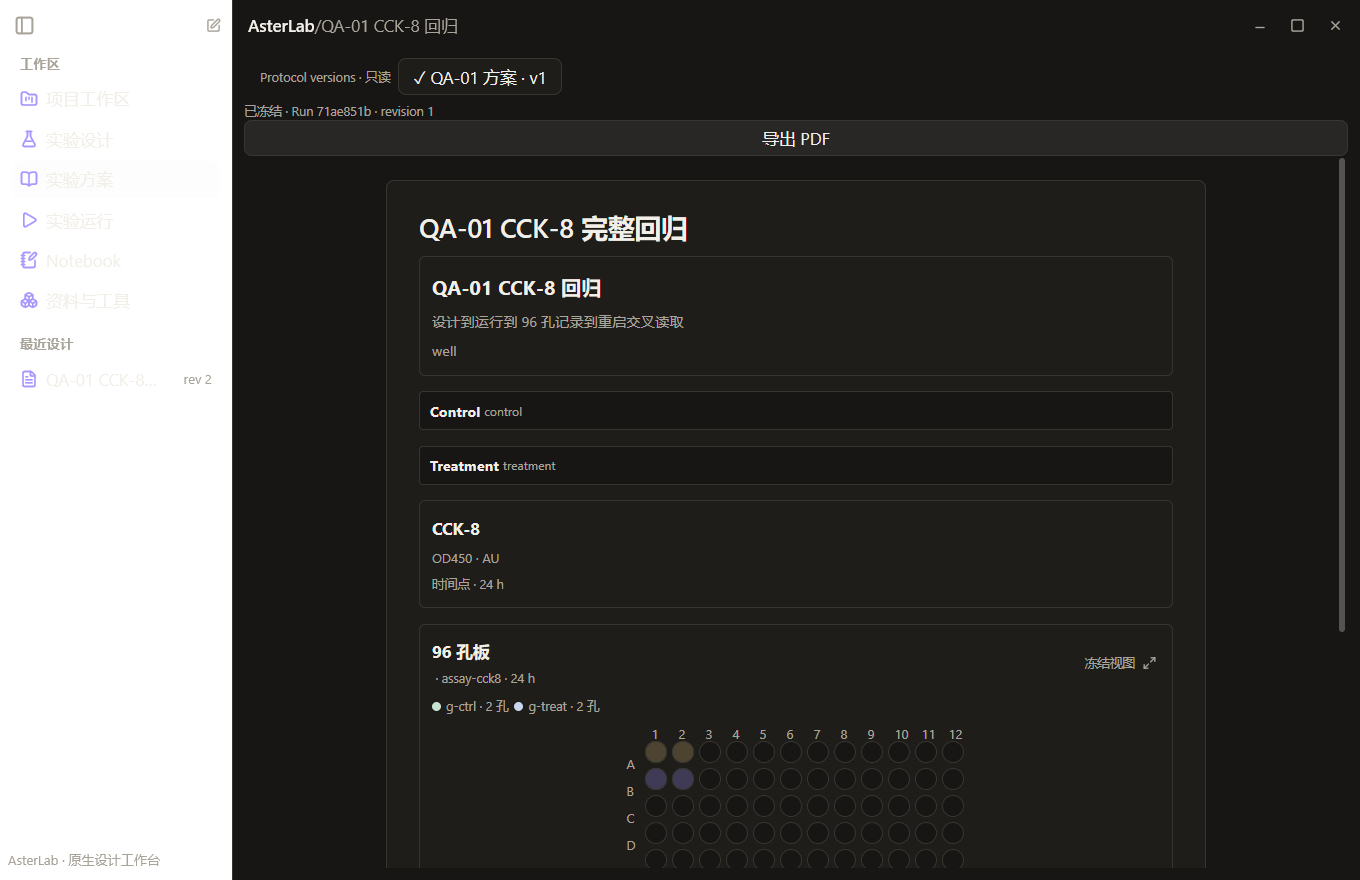 AsterLab/QA-01 CCK-8 回归
工作区
项目工作区
实验设计
实验方案
实验运行
Notebook
资料与工具
最近设计
QA-01 CCK-8... rev 2
AsterLab · 原生设计工作台
Protocol versions · 只读 ✓ QA-01 方案 · v1
已冻结 · Run 71ae851b · revision 1
导出 PDF
QA-01 CCK-8 完整回归
QA-01 CCK-8 回归
设计到运行到 96 孔记录到重启交叉读取
well
Control control
Treatment treatment
CCK-8
OD450 · AU
时间点 · 24 h
96 孔板
冻结视图
· assay-cck8 · 24 h
g-ctrl · 2 孔 g-treat · 2 孔
1 2 3 4 5 6 7 8 9 10 11 12
A
B
C
D